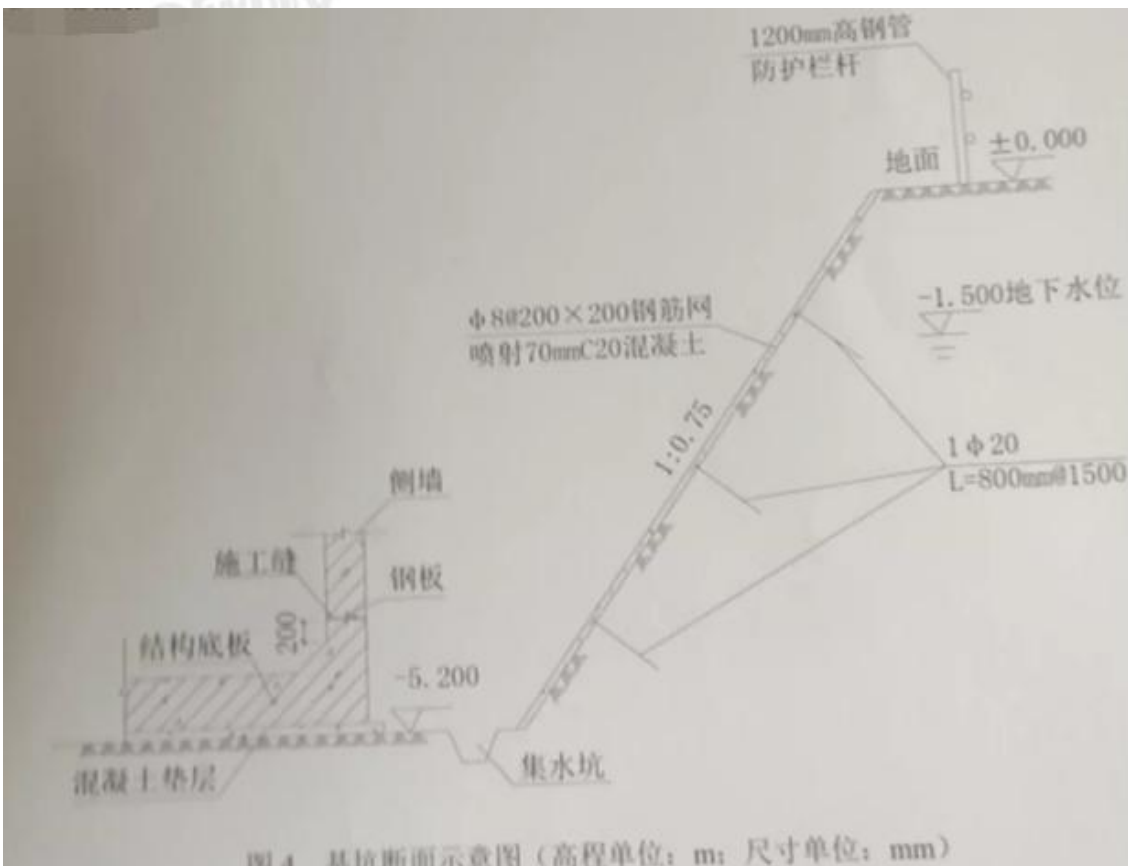 1200mm高钢管
防护栏杆
±0.000
地面
-1.500地下水位
ф8@200×200钢筋网
喷射70mmC20混凝土
1:0.75
1ф20
L=800mm@1500
侧墙
施工缝
钢板
200
结构底板
-5.200
集水坑
混凝土垫层
图4 基坑断面示意图(高程单位:m;尺寸单位:mm)